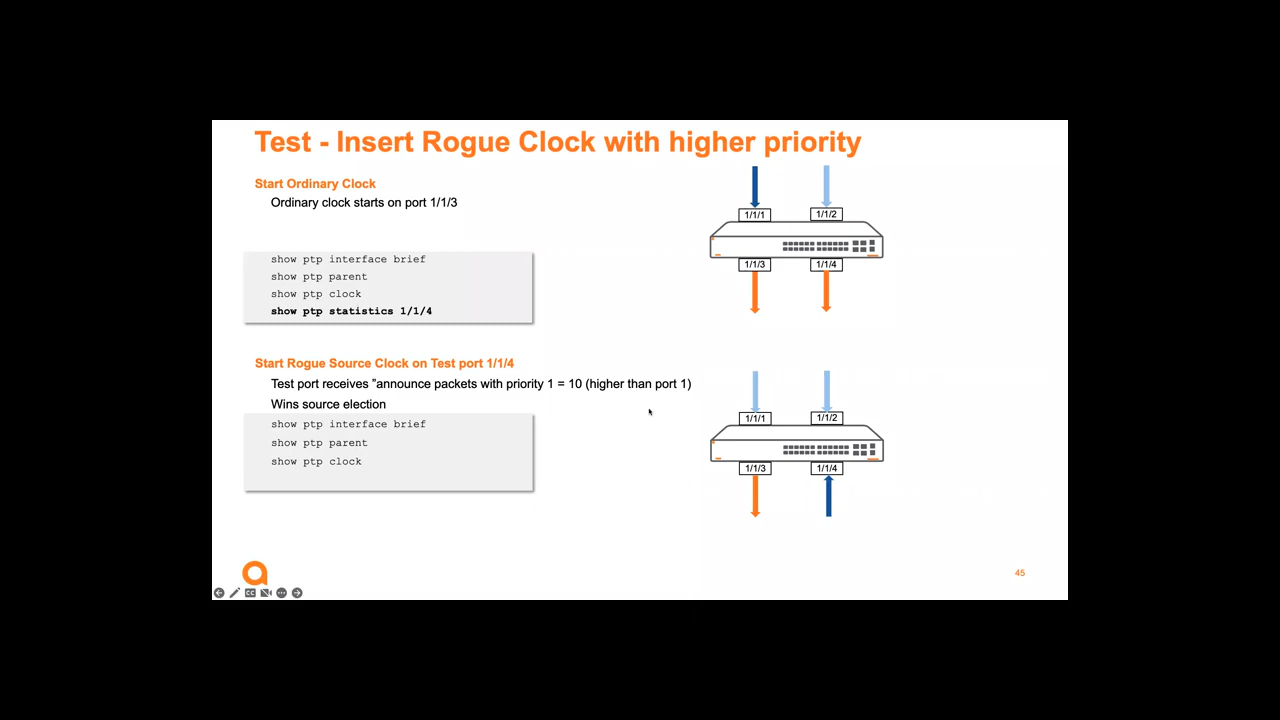 Test - Insert Rogue Clock with higher priority
Start Ordinary Clock
Ordinary clock starts on port 1/1/3
show ptp interface brief
show ptp parent
show ptp clock
show ptp statistics 1/1/4
1/1/1
1/1/2
1/1/3
1/1/4
Start Rogue Source Clock on Test port 1/1/4
Test port receives ”announce packets with priority 1 = 10 (higher than port 1)
Wins source election
show ptp interface brief
show ptp parent
show ptp clock
1/1/1
1/1/2
1/1/3
1/1/4
45
CC